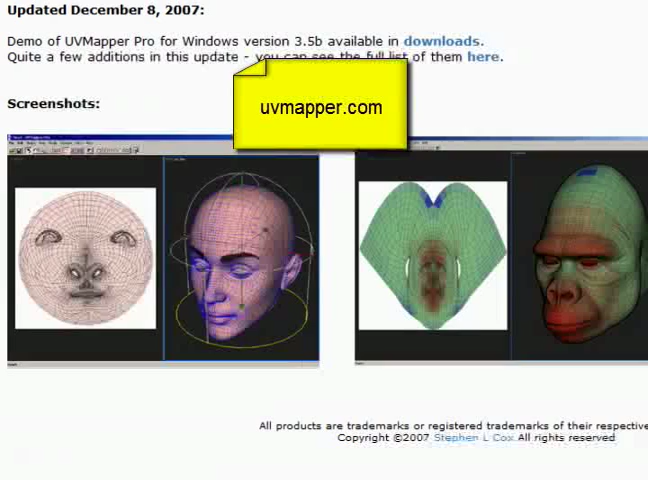 Updated December 8, 2007:
Demo of UVMapper Pro for Windows version 3.5b available in downloads.
Quite a few additions in this update - you can see the full list of them here.
uvmapper.com
Screenshots:
All products are trademarks or registered trademarks of their respective
Copyright ©2007 Stephen L Cox All rights reserved